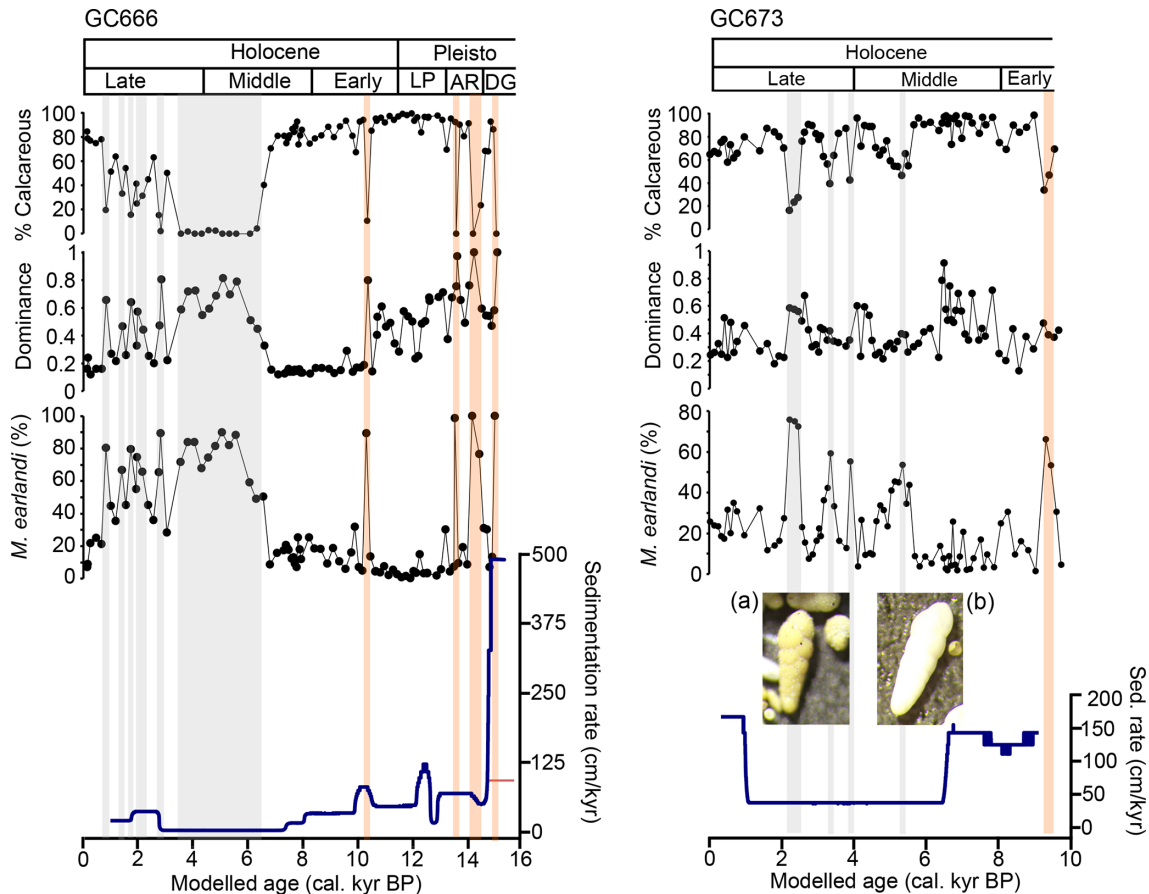 GC666
Holocene Pleisto
Late Middle Early LP AR DG
% Calcareous
100
80
60
40
20
0
Dominance
1
0.8
0.6
0.4
0.2
0
M. earlandi (%)
100
80
60
40
20
0
Sedimentation rate (cm/kyr)
500
375
250
125
0
0 2 4 6 8 10 12 14 16
Modelled age (cal. kyr BP)
GC673
Holocene
Late Middle Early
% Calcareous
100
80
60
40
20
0
Dominance
1
0.8
0.6
0.4
0.2
0
M. earlandi (%)
80
60
40
20
0
(a) (b)
Sed. rate (cm/kyr)
200
150
100
50
0
0 2 4 6 8 10
Modelled age (cal. kyr BP)